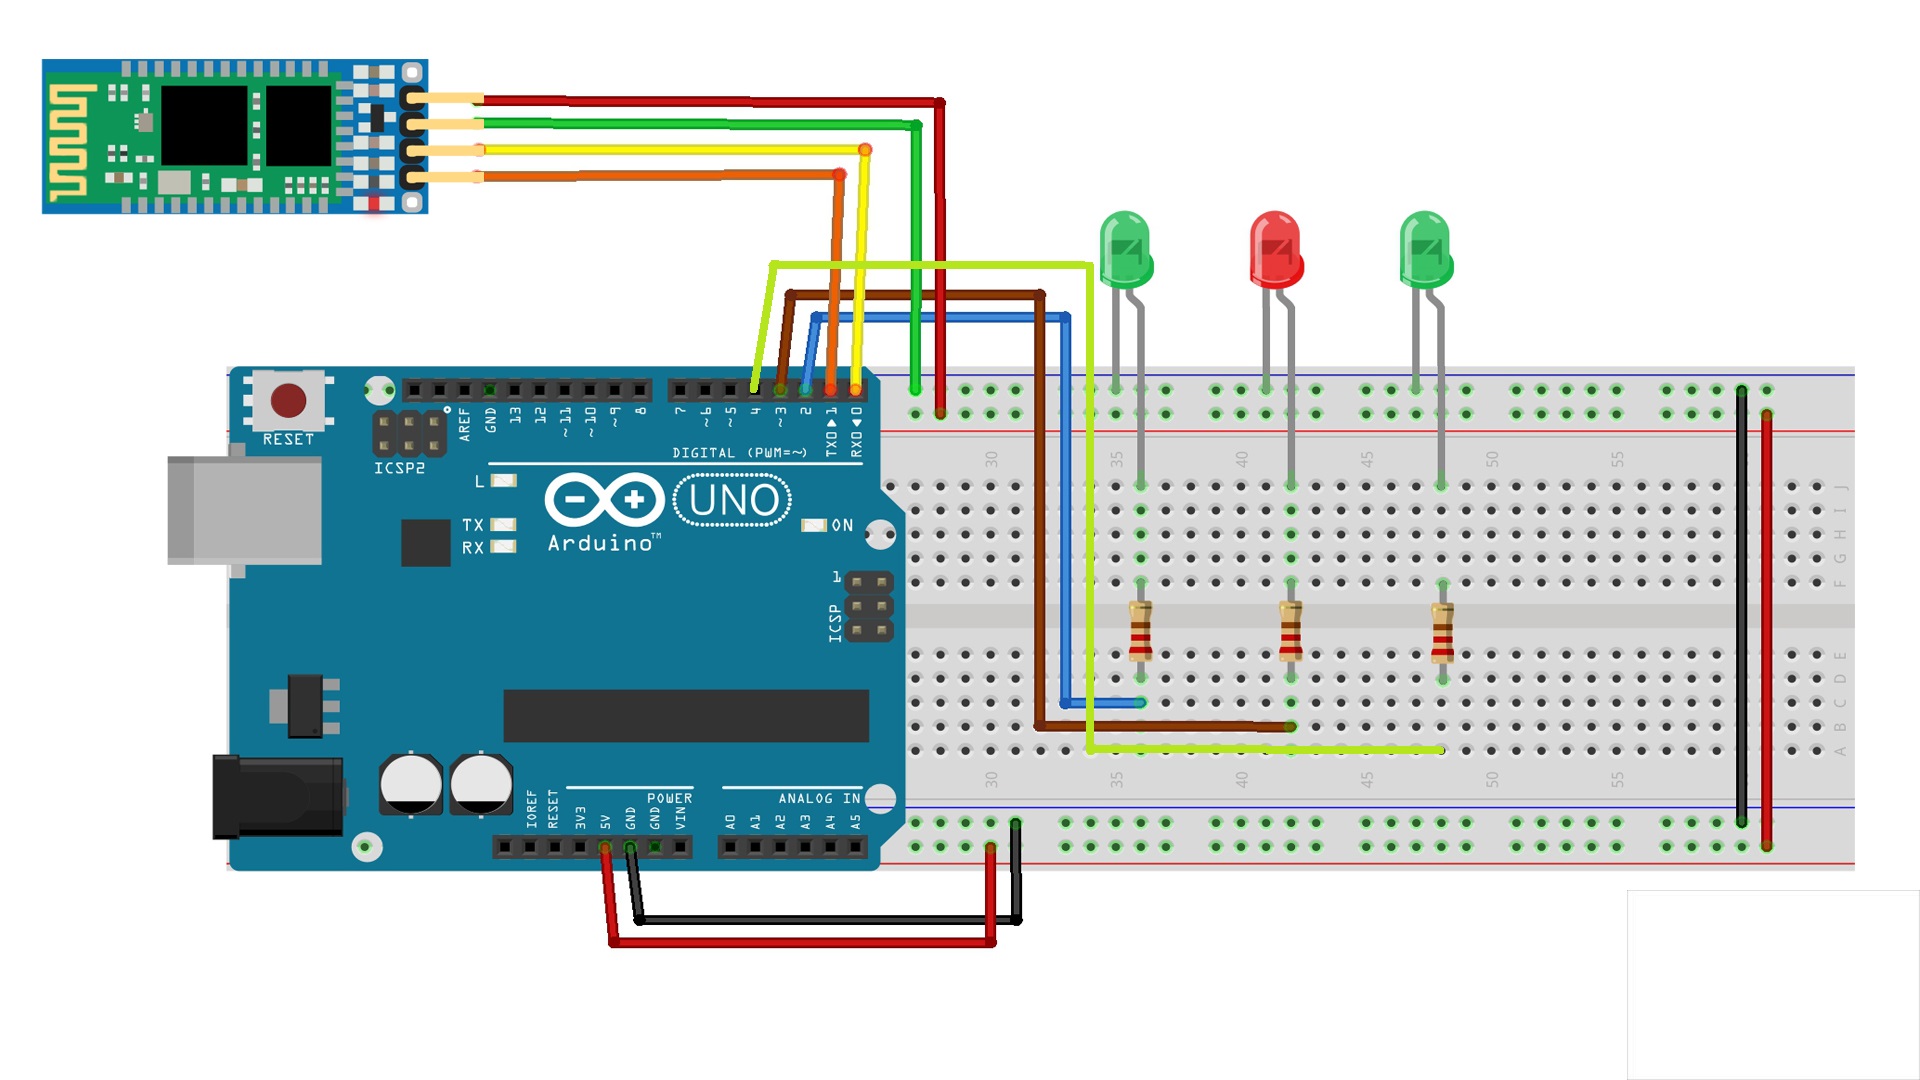 RESET
ICSP2
AREF
GND
13
12
~11
~10
~9
8
7
~6
~5
4
~3
2
TX0▶1
RX0◀0
DIGITAL (PWM=~)
L
TX
RX
UNO
Arduino™
ON
1
ICSP
POWER
ANALOG IN
IOREF
RESET
3V3
5V
GND
GND
VIN
A0
A1
A2
A3
A4
A5
30
35
40
45
50
55
J
I
H
G
F
E
D
C
B
A
30
35
40
45
50
55